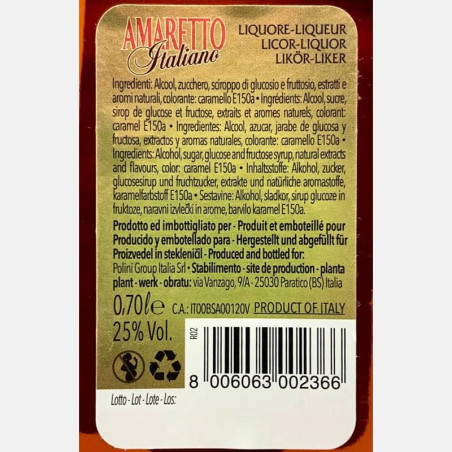 AMARETTO
Italiano
LIQUORE-LIQUEUR
LICOR-LIQUOR
LIKÖR-LIKER
Ingredienti: Alcool, zucchero, sciroppo di glucosio e fruttosio, estratti e
aromi naturali, colorante: caramello E150a • Ingrédients: Alcool, sucre,
sirop de glucose et fructose, extraits et aromes naturels, colorant:
caramel E150a • Ingredientes: Alcool, azucar, jarabe de glucosa y
fructosa, extractos y aromas naturales, colorante: caramello E150a •
Ingredients: Alcohol, sugar, glucose and fructose syrup, natural extracts
and flavours, color: caramel E150a • Inhaltsstoffe: Alkohol, zucker,
glucosesirup und fruchtzucker, extrakte und natürliche aromastoffe,
karamelfarbstoff E150a • Sestavine: Alkohol, sladkor, sirup glucoze in
fruktoze, naravni izvlečki in arome, barvilo karamel E150a.
Prodotto ed imbottigliato per - Produit et emboteillé pour
Producido y embotellado para - Hergestellt und abgefüllt für
Proizvedel in stekleničil - Produced and bottled for:
Polini Group Italia Srl • Stabilimento - site de production - planta
plant - werk - obratu: via Vanzago, 9/A - 25030 Paratico (BS) Italia
0,70 l e C.A.: IT00BSA00120V PRODUCT OF ITALY
25% Vol.
R02
8 006063 002366
Lotto - Lot - Lote - Los: